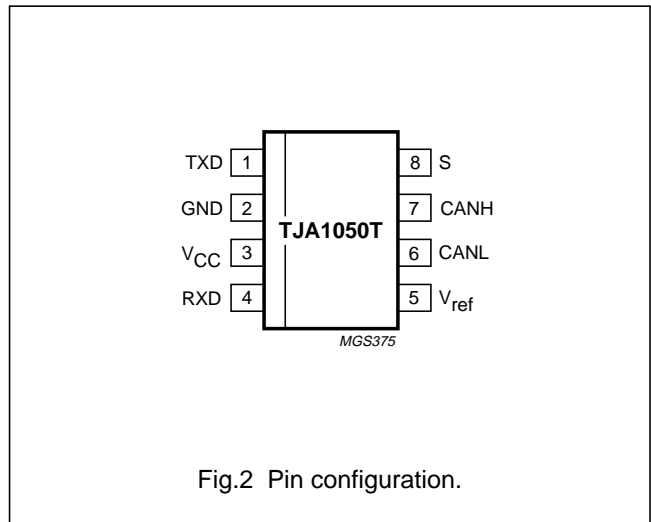 TXD 1 8 S
GND 2 7 CANH
TJA1050T
VCC 3 6 CANL
RXD 4 5 Vref
MGS375
Fig.2 Pin configuration.